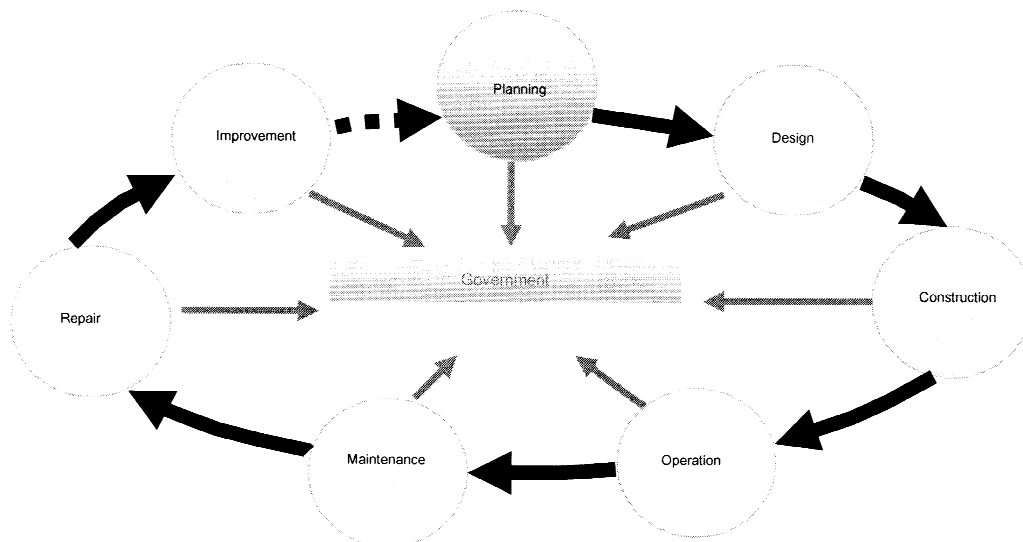 Planning
Improvement
Design
Government
Construction
Repair
Maintenance
Operation